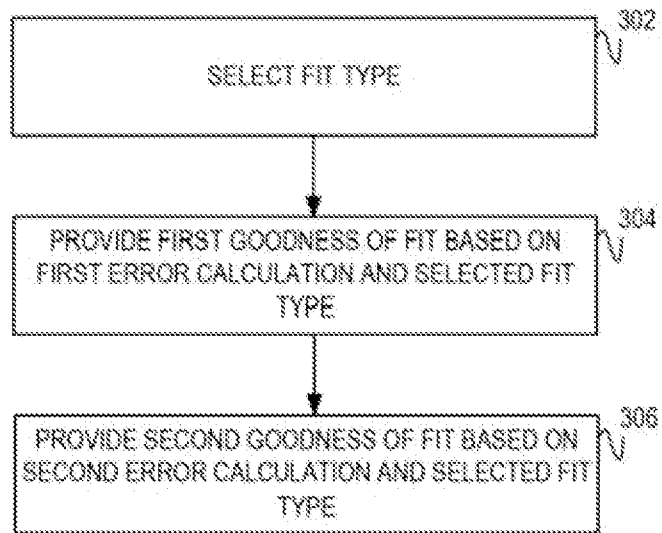 302
SELECT FIT TYPE
304
PROVIDE FIRST GOODNESS OF FIT BASED ON
FIRST ERROR CALCULATION AND SELECTED FIT
TYPE
306
PROVIDE SECOND GOODNESS OF FIT BASED ON
SECOND ERROR CALCULATION AND SELECTED FIT
TYPE